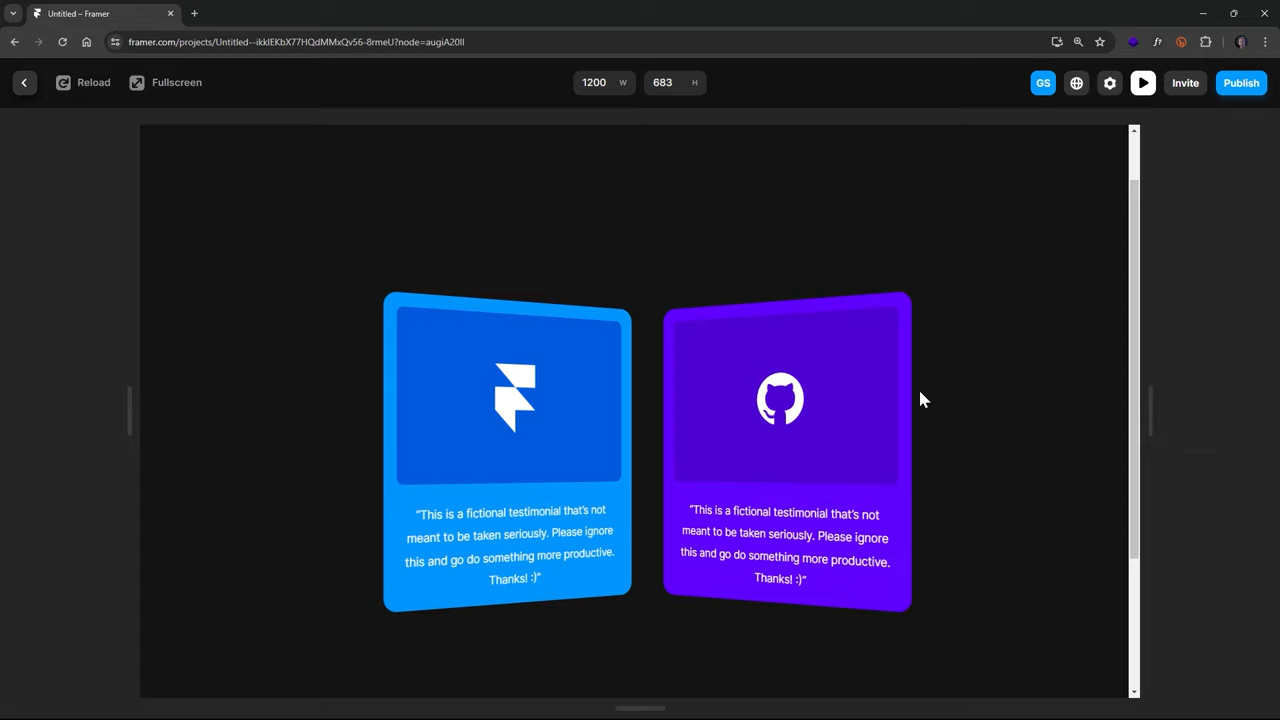 Untitled – Framer
framer.com/projects/Untitled--ikklEKbX77HQdMMxQv56-8rmeU?node=augiA20Il
Reload
Fullscreen
1200 W
683 H
GS
Invite
Publish
“This is a fictional testimonial that's not
meant to be taken seriously. Please ignore
this and go do something more productive.
Thanks! :)”
“This is a fictional testimonial that's not
meant to be taken seriously. Please ignore
this and go do something more productive.
Thanks! :)”